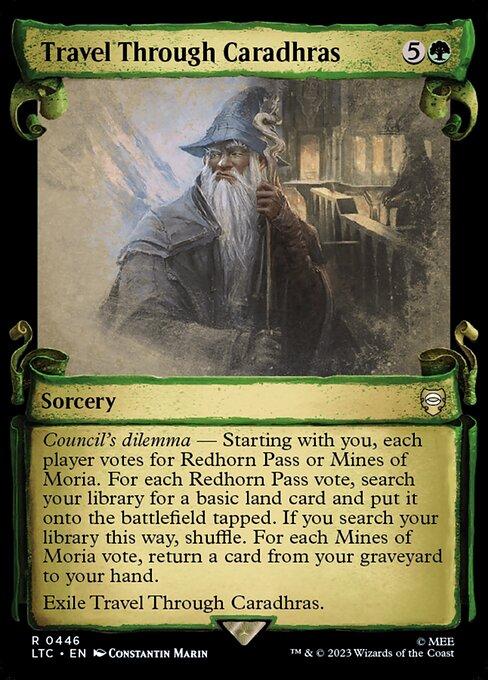 Travel Through Caradhras 5
Sorcery
Council's dilemma — Starting with you, each
player votes for Redhorn Pass or Mines of
Moria. For each Redhorn Pass vote, search
your library for a basic land card and put it
onto the battlefield tapped. If you search your
library this way, shuffle. For each Mines of
Moria vote, return a card from your graveyard
to your hand.
Exile Travel Through Caradhras.
R 0446
LTC • EN Constantin Marin
© MEE
™ & © 2023 Wizards of the Coast